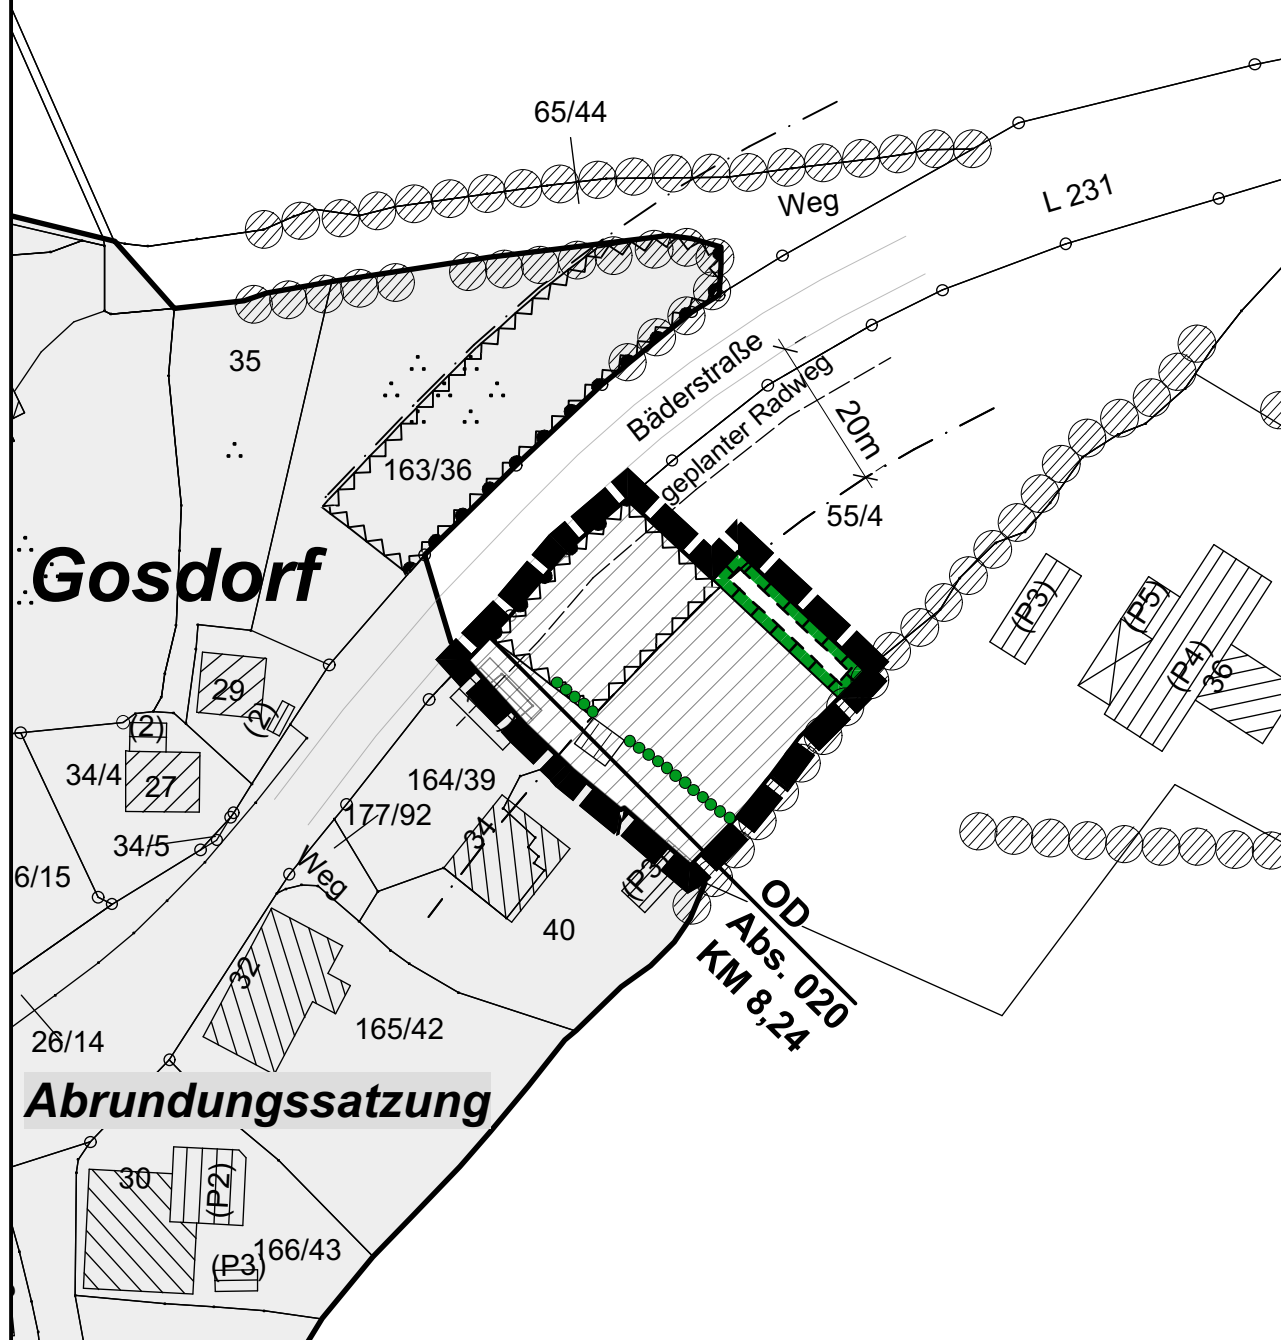 65/44
Weg
L 231
35
Bäderstraße
geplanter Radweg
20m
163/36
55/4
Gosdorf
(P3)
(P5)
(P4)
36
29
(2)
(2)
34/4
27
164/39
177/92
34
34/5
6/15
Weg
(P3
40
OD
Abs. 020
KM 8,24
32
26/14
165/42
Abrundungssatzung
30
(P2)
(P3)
166/43